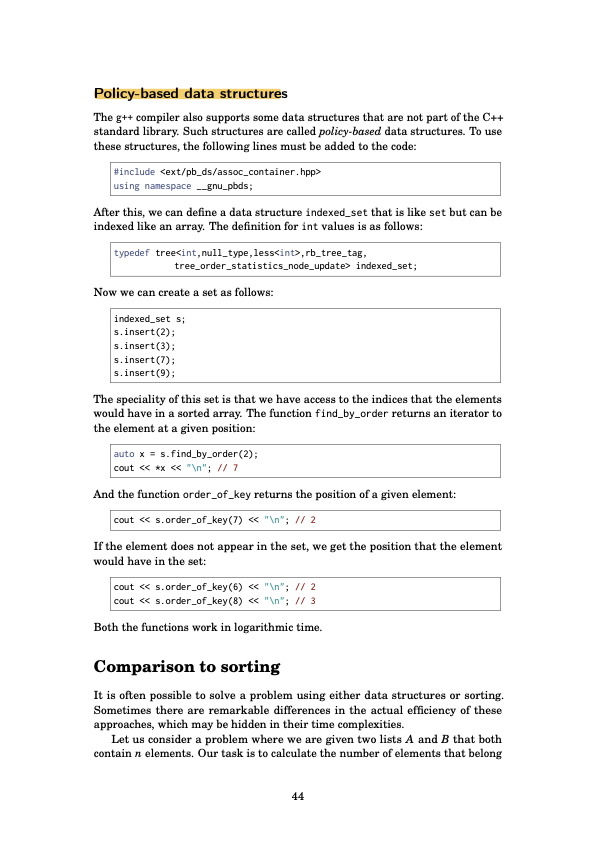 Policy-based data structures
The g++ compiler also supports some data structures that are not part of the C++
standard library. Such structures are called policy-based data structures. To use
these structures, the following lines must be added to the code:
#include <ext/pb_ds/assoc_container.hpp>
using namespace __gnu_pbds;
After this, we can define a data structure indexed_set that is like set but can be
indexed like an array. The definition for int values is as follows:
typedef tree<int,null_type,less<int>,rb_tree_tag,
tree_order_statistics_node_update> indexed_set;
Now we can create a set as follows:
indexed_set s;
s.insert(2);
s.insert(3);
s.insert(7);
s.insert(9);
The speciality of this set is that we have access to the indices that the elements
would have in a sorted array. The function find_by_order returns an iterator to
the element at a given position:
auto x = s.find_by_order(2);
cout << *x << "\n"; // 7
And the function order_of_key returns the position of a given element:
cout << s.order_of_key(7) << "\n"; // 2
If the element does not appear in the set, we get the position that the element
would have in the set:
cout << s.order_of_key(6) << "\n"; // 2
cout << s.order_of_key(8) << "\n"; // 3
Both the functions work in logarithmic time.
Comparison to sorting
It is often possible to solve a problem using either data structures or sorting.
Sometimes there are remarkable differences in the actual efficiency of these
approaches, which may be hidden in their time complexities.
Let us consider a problem where we are given two lists A and B that both
contain n elements. Our task is to calculate the number of elements that belong
44